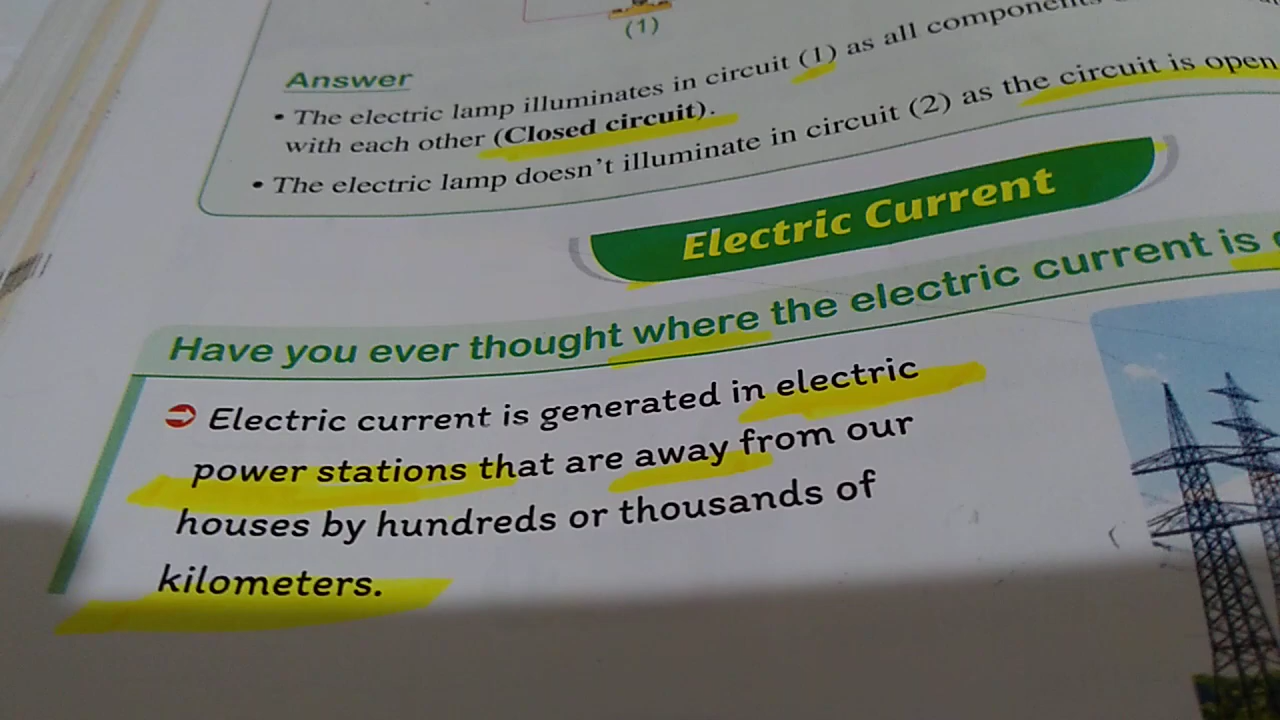 (1)
Answer
• The electric lamp illuminates in circuit (1) as all components
with each other (Closed circuit).
• The electric lamp doesn't illuminate in circuit (2) as the circuit is open
Electric Current
Have you ever thought where the electric current is
Electric current is generated in electric
power stations that are away from our
houses by hundreds or thousands of
kilometers.